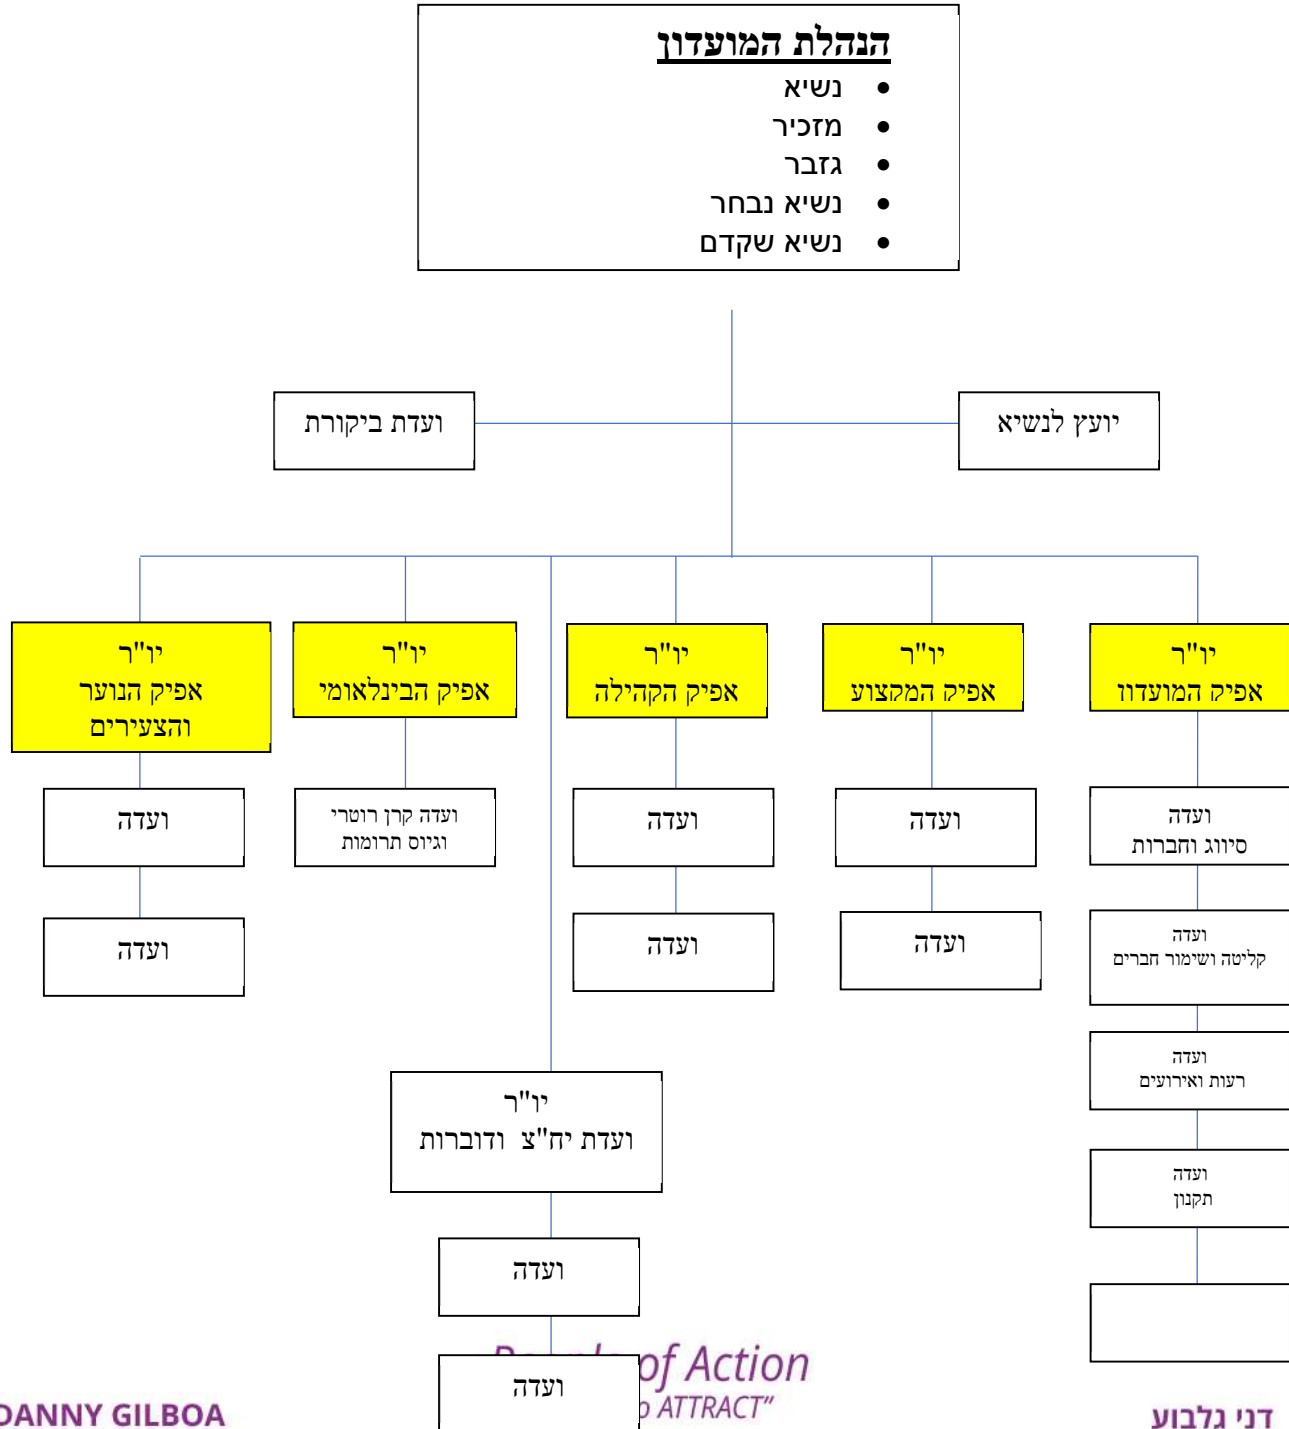 הנהלת המועדון
• נשיא
• מזכיר
• גזבר
• נשיא נבחר
• נשיא שקדם
יועץ לנשיא
ועדת ביקורת
יו"ר
אפיק המועדון
יו"ר
אפיק המקצוע
יו"ר
אפיק הקהילה
יו"ר
אפיק הבינלאומי
יו"ר
אפיק הנוער
והצעירים
ועדה
סיווג וחברות
ועדה
ועדה
ועדה קרן רוטרי
וגיוס תרומות
ועדה
ועדה
קליטה ושימור חברים
ועדה
ועדה
ועדה
ועדה
רעות ואירועים
יו"ר
ועדת יח"צ ודוברות
ועדה
תקנון
ועדה
ועדה
of Action
ATTRACT"
DANNY GILBOA
דני גלבוע